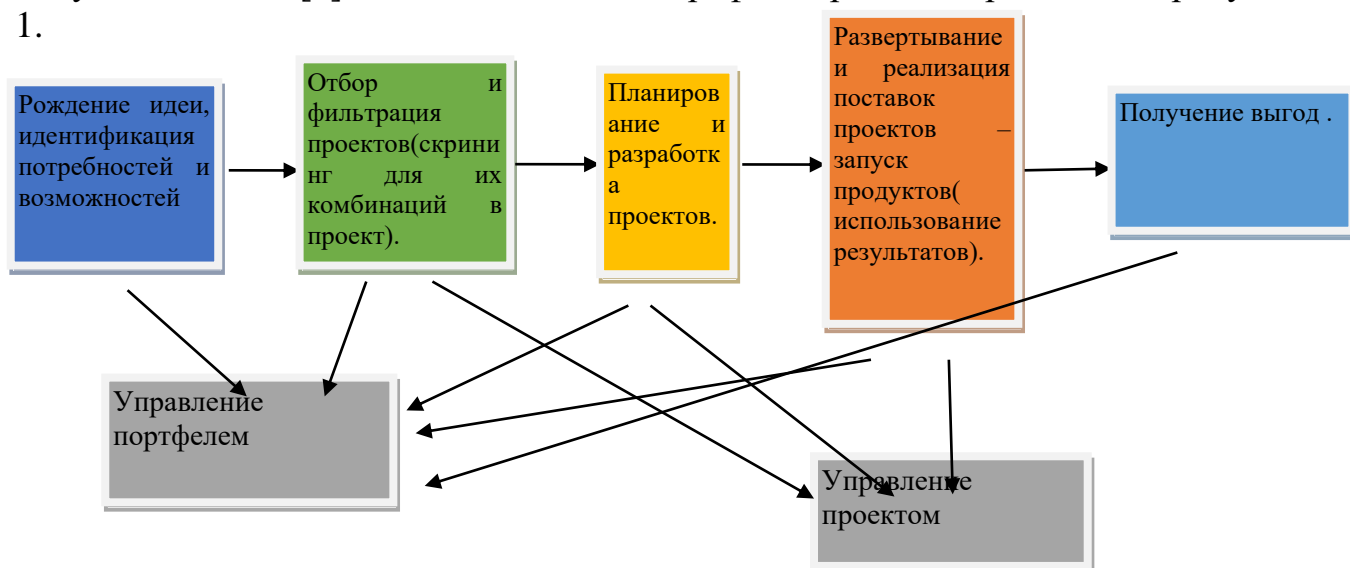 1.
Рождение идеи,
идентификация
потребностей и
возможностей
Отбор и
фильтрация
проектов(скрини
нг для их
комбинаций в
проект).
Планиров
ание и
разработк
а
проектов.
Развертывание
и реализация
поставок
проектов –
запуск
продуктов(
использование
результатов).
Получение выгод .
Управление
портфелем
Управление
проектом